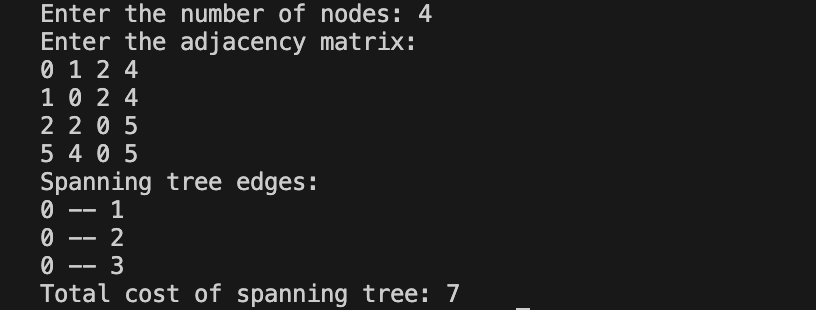 Enter the number of nodes: 4
Enter the adjacency matrix:
0 1 2 4
1 0 2 4
2 2 0 5
5 4 0 5
Spanning tree edges:
0 -- 1
0 -- 2
0 -- 3
Total cost of spanning tree: 7